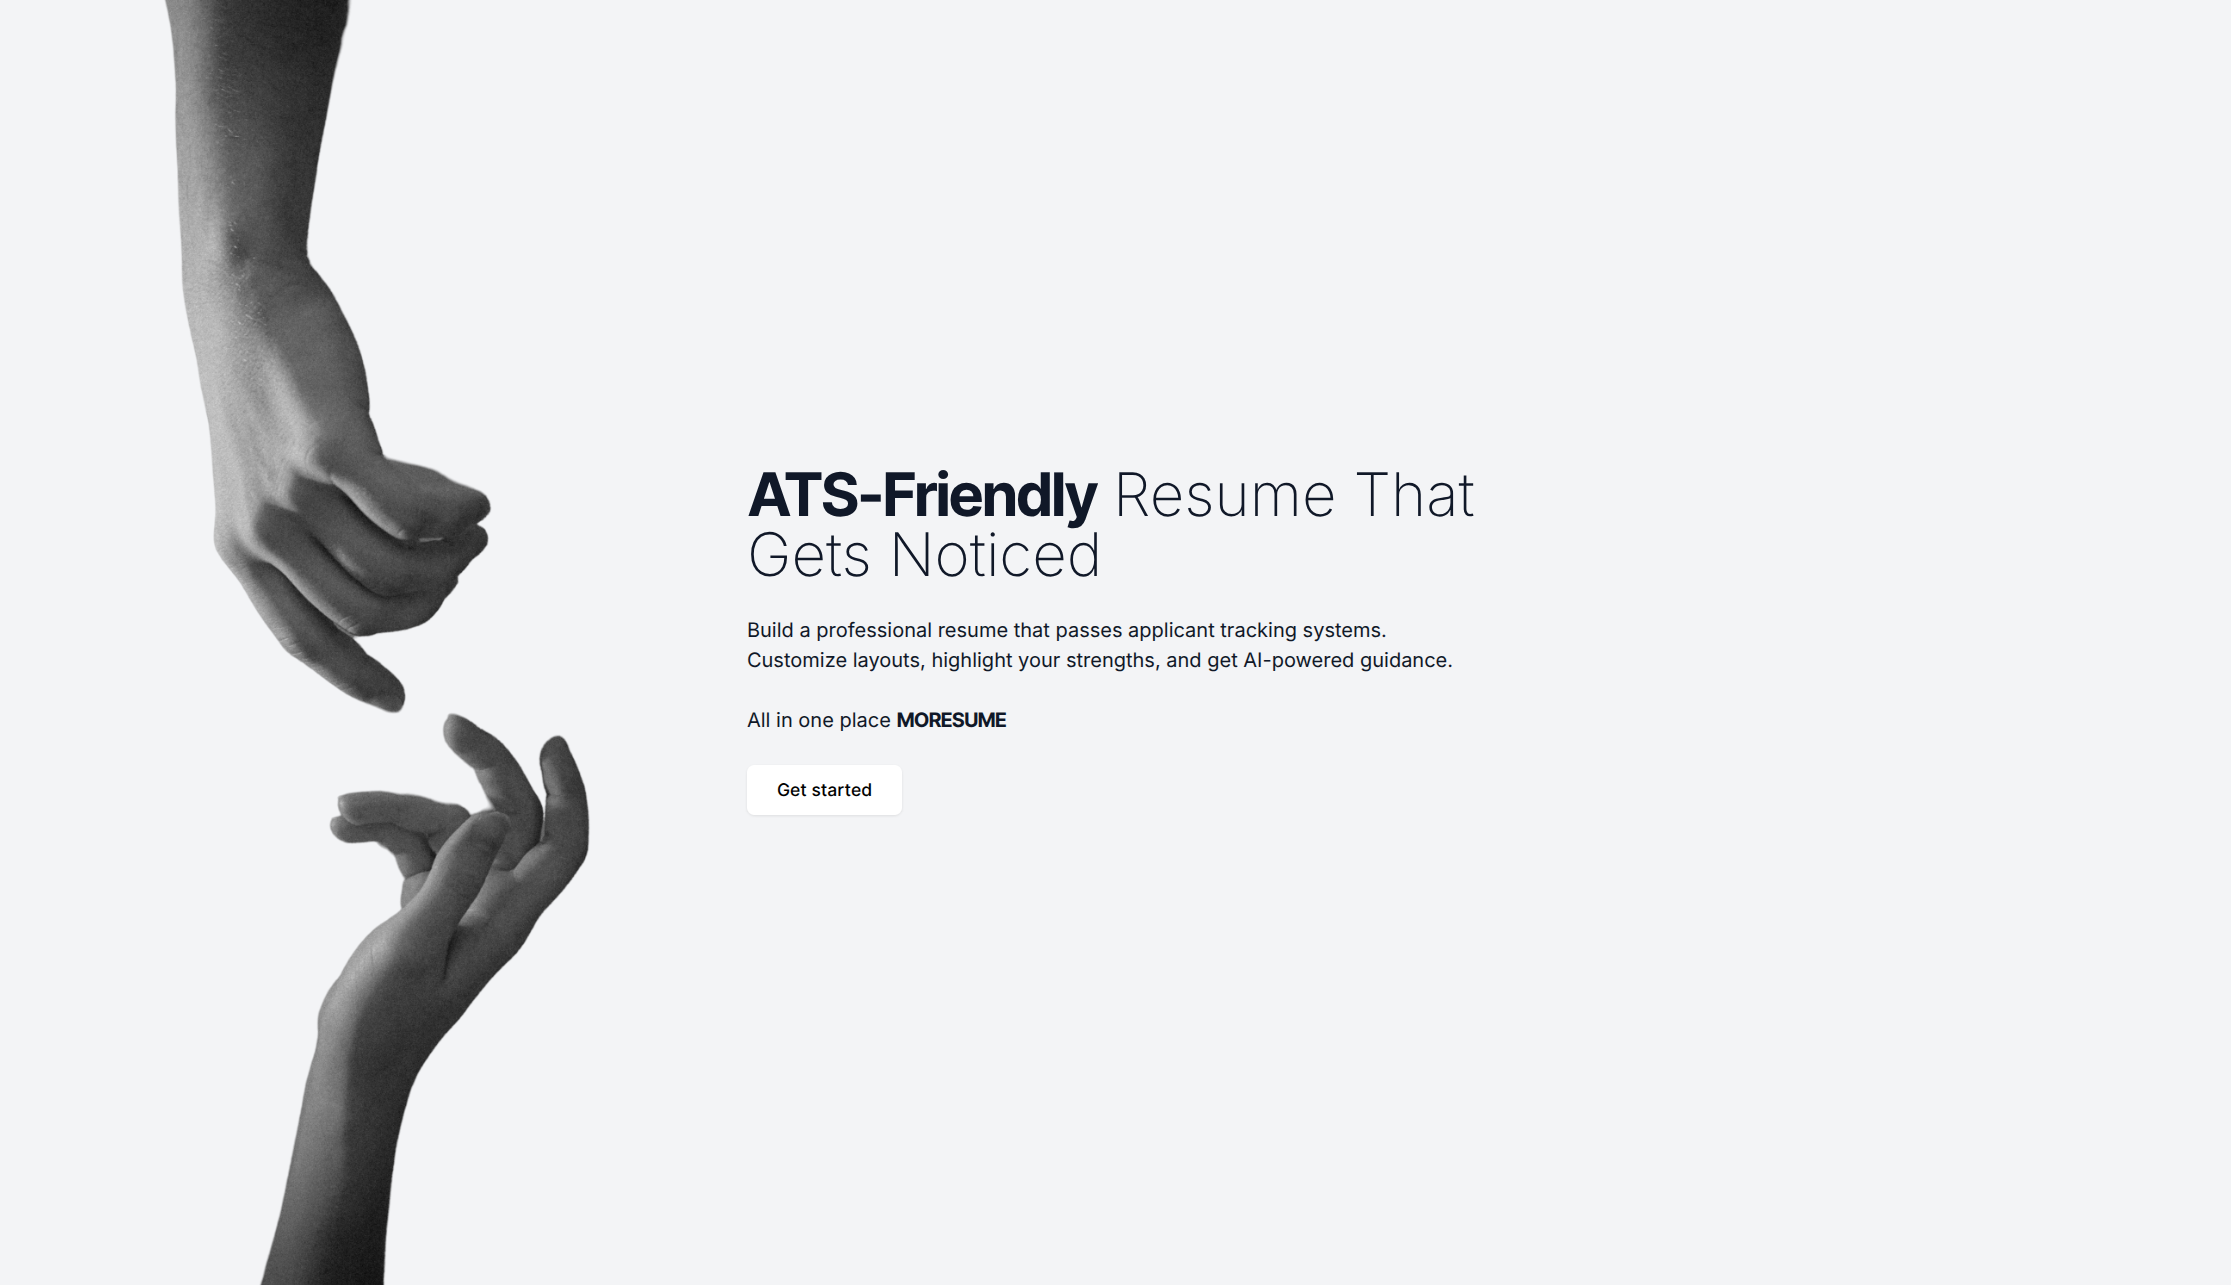 ATS-Friendly Resume That
Gets Noticed
Build a professional resume that passes applicant tracking systems.
Customize layouts, highlight your strengths, and get AI-powered guidance.
All in one place MORESUME
Get started